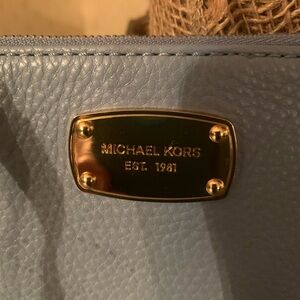 MICHAEL KORS
EST. 1981